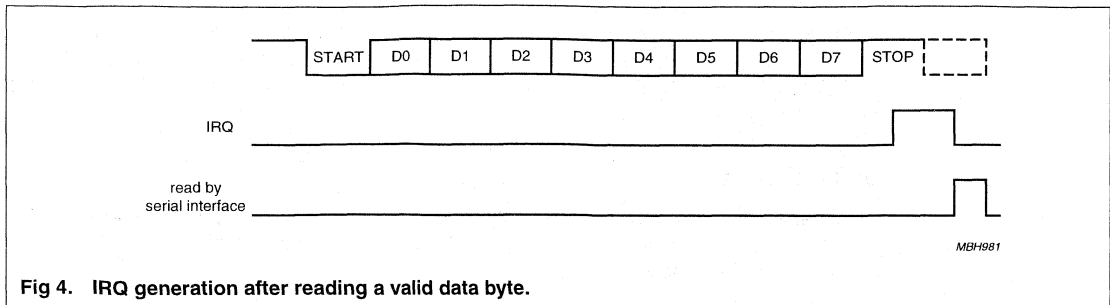 START D0 D1 D2 D3 D4 D5 D6 D7 STOP
IRQ
read by
serial interface
MBH981
Fig 4. IRQ generation after reading a valid data byte.